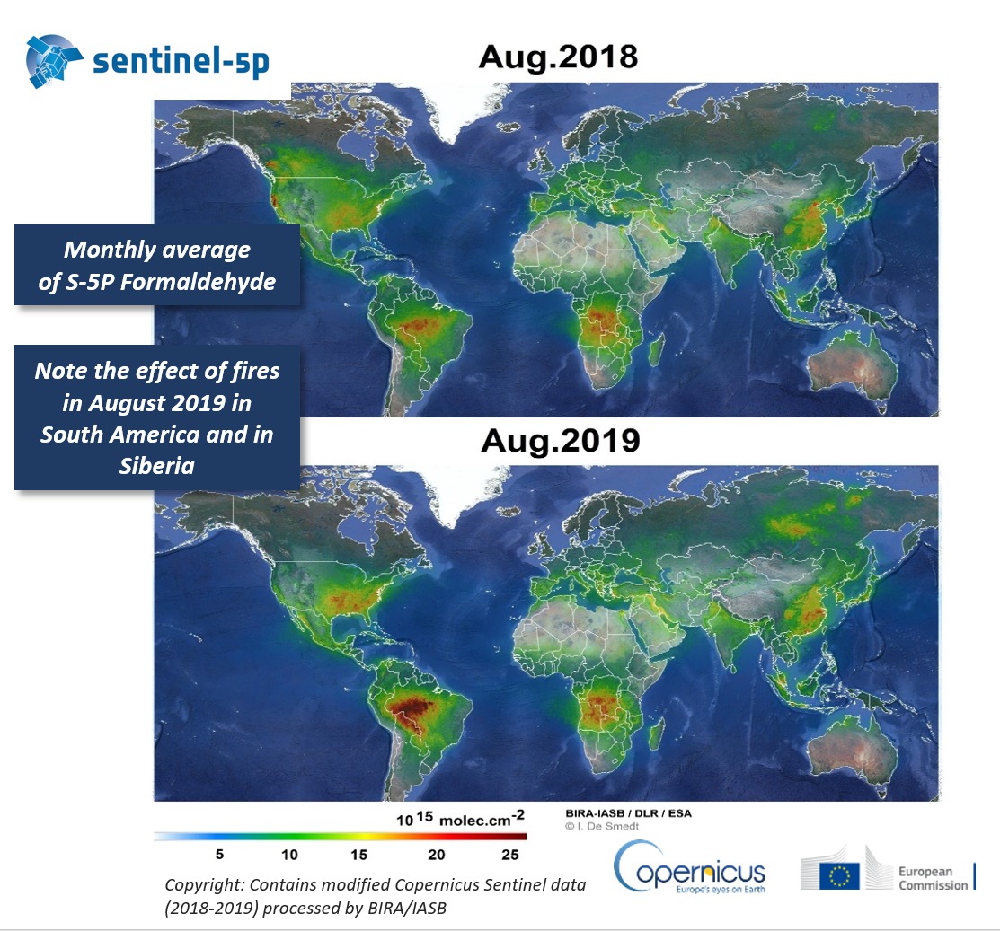 sentinel-5p
Aug.2018
Monthly average
of S-5P Formaldehyde
Note the effect of fires
in August 2019 in
South America and in
Siberia
Aug.2019
10 15 molec.cm-2
5 10 15 20 25
BIRA-IASB / DLR / ESA
© I. De Smedt
Copyright: Contains modified Copernicus Sentinel data
(2018-2019) processed by BIRA/IASB
opernicus
Europe's eyes on Earth
European
Commission